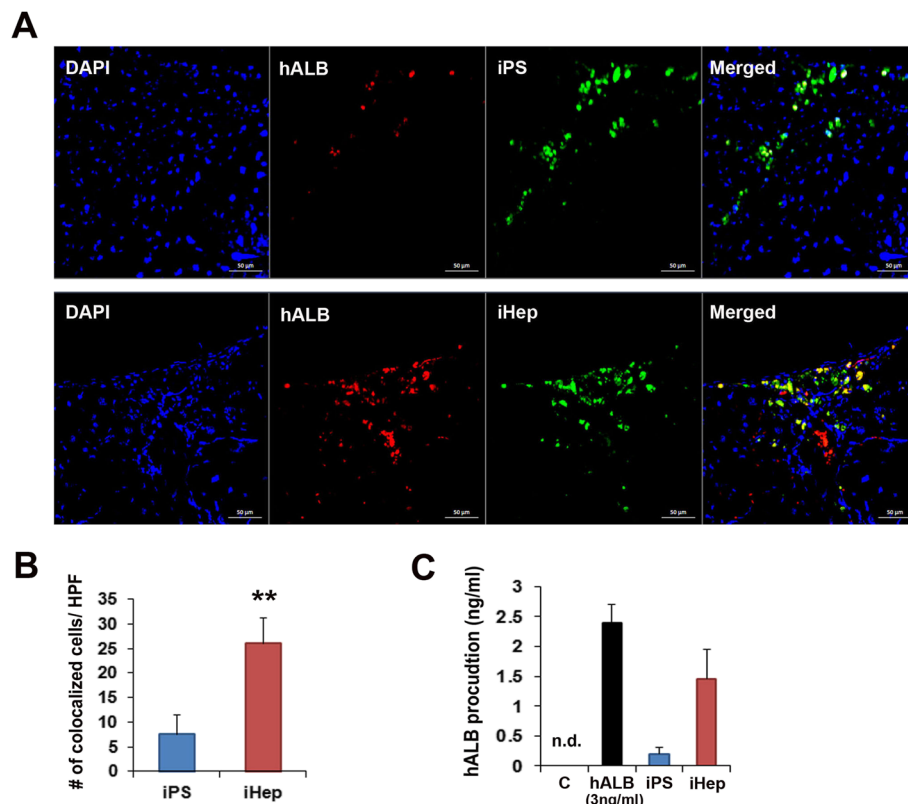 A
DAPI hALB iPS Merged
50 µm 50 µm 50 µm 50 µm
DAPI hALB iHep Merged
50 µm 50 µm 50 µm 50 µm
B
# of colocalized cells/ HPF
35
30
25
20
15
10
5
0
**
iPS iHep
C
hALB procudtion (ng/ml)
3
2.5
2
1.5
1
0.5
0
n.d.
C hALB iPS iHep
(3ng/ml)